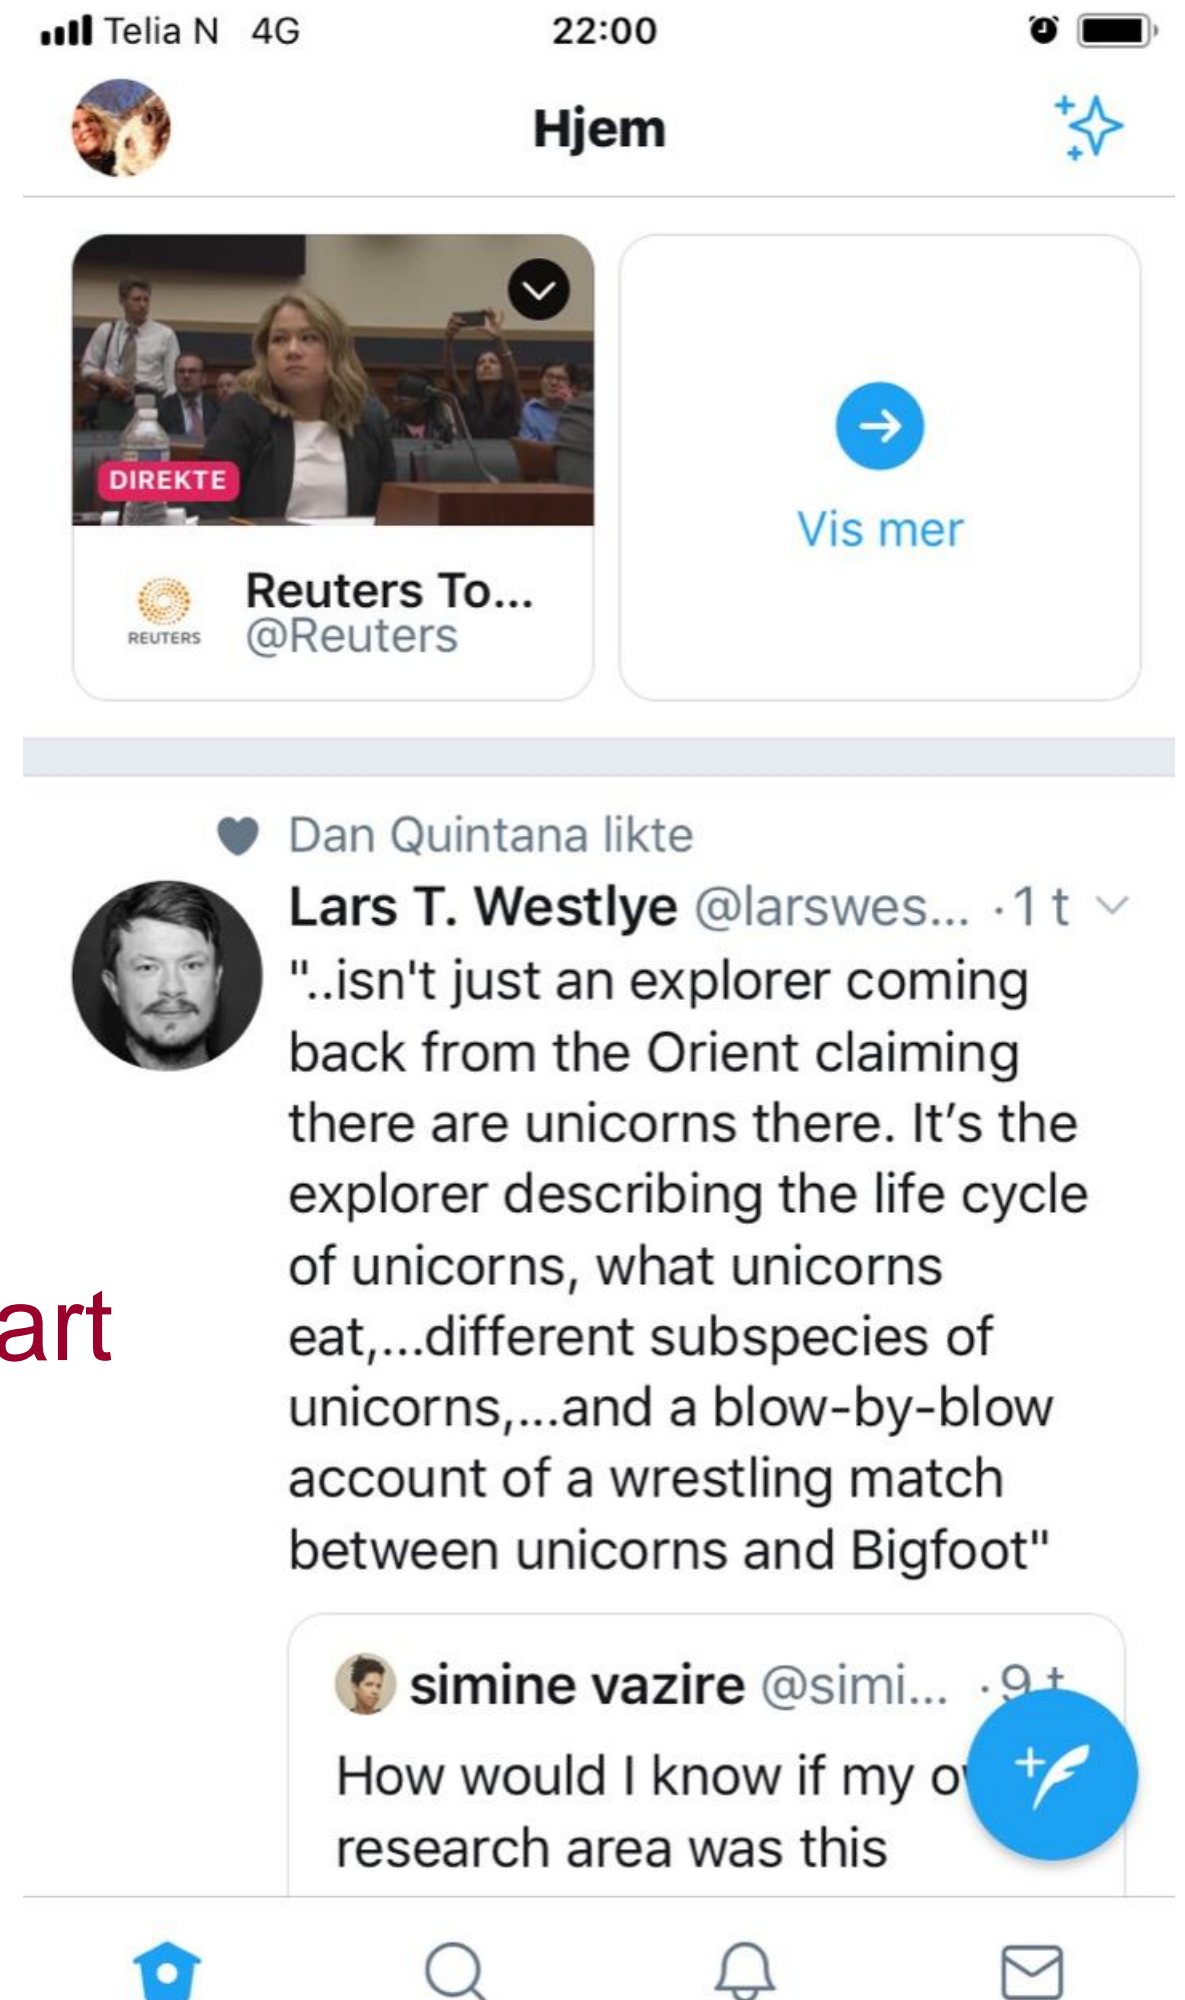 Telia N 4G 22:00
Hjem
DIREKTE
Vis mer
REUTERS
Reuters To...
@Reuters
Dan Quintana likte
Lars T. Westlye @larswes... · 1 t
"..isn't just an explorer coming
back from the Orient claiming
there are unicorns there. It’s the
explorer describing the life cycle
of unicorns, what unicorns
eat,...different subspecies of
art
unicorns,...and a blow-by-blow
account of a wrestling match
between unicorns and Bigfoot"
simine vazire @simi... · 9 t
How would I know if my
research area was this